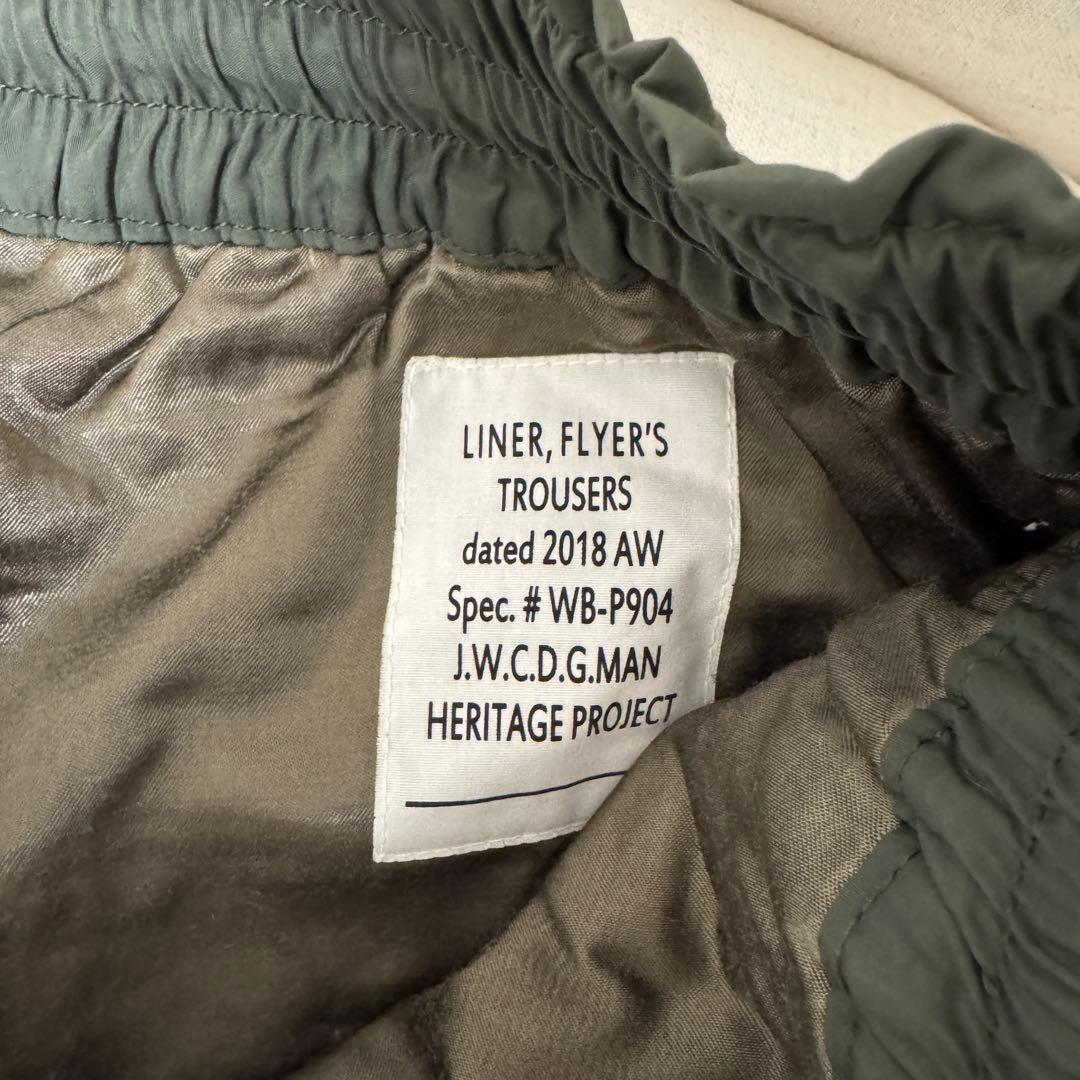 LINER, FLYER'S
TROUSERS
dated 2018 AW
Spec. # WB-P904
J.W.C.D.G.MAN
HERITAGE PROJECT